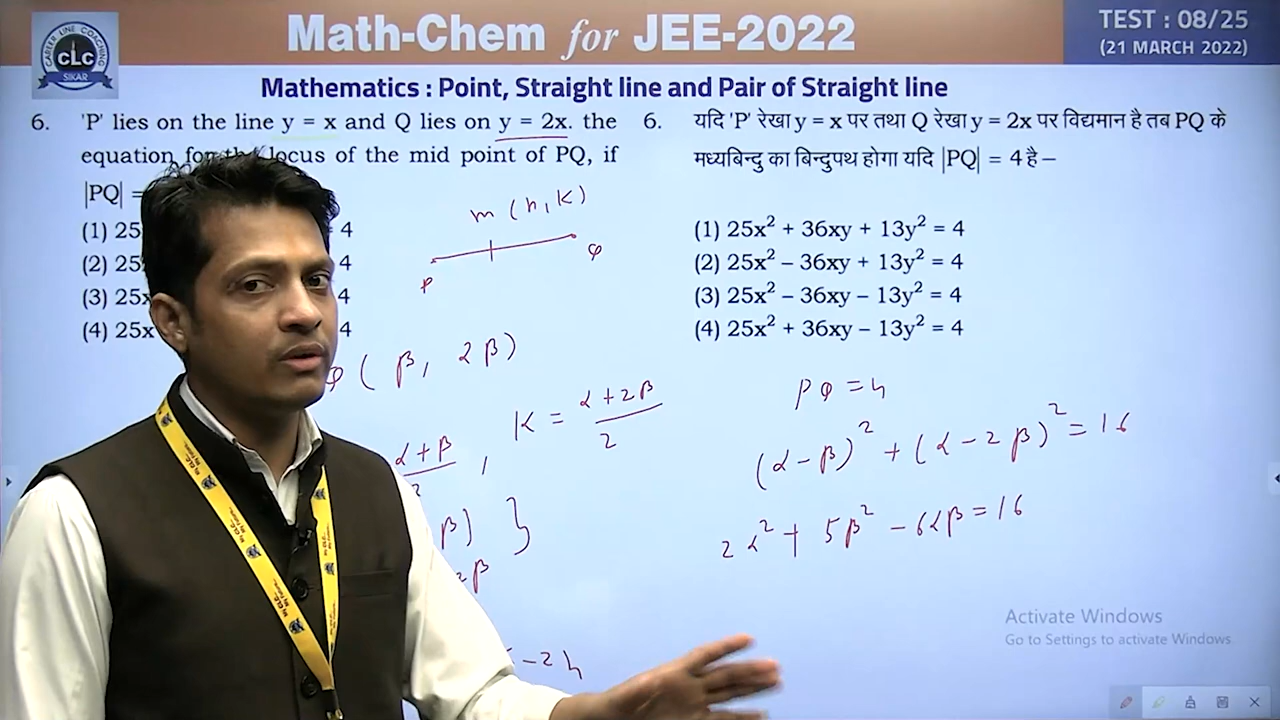 CAREER LINE COACHING
CLC
SIKAR
Math-Chem for JEE-2022
TEST : 08/25
(21 MARCH 2022)
Mathematics : Point, Straight line and Pair of Straight line
6. 'P' lies on the line y = x and Q lies on y = 2x. the
equation for the locus of the mid point of PQ, if
|PQ| =
(1) 25 4
(2) 25 4
(3) 25x 4
(4) 25x 4
6. यदि 'P' रेखा y = x पर तथा Q रेखा y = 2x पर विद्यमान है तब PQ के
मध्यबिन्दु का बिन्दुपथ होगा यदि |PQ| = 4 है –
(1) 25x² + 36xy + 13y² = 4
(2) 25x² – 36xy + 13y² = 4
(3) 25x² – 36xy – 13y² = 4
(4) 25x² + 36xy – 13y² = 4
m (h, K)
P Q
Q ( β, 2β )
α + β / 2 , K = α + 2β / 2
β) }
2β
- 2h
PQ = 4
(α - β)² + (α - 2β)² = 16
2α² + 5β² - 6αβ = 16
Activate Windows
Go to Settings to activate Windows.